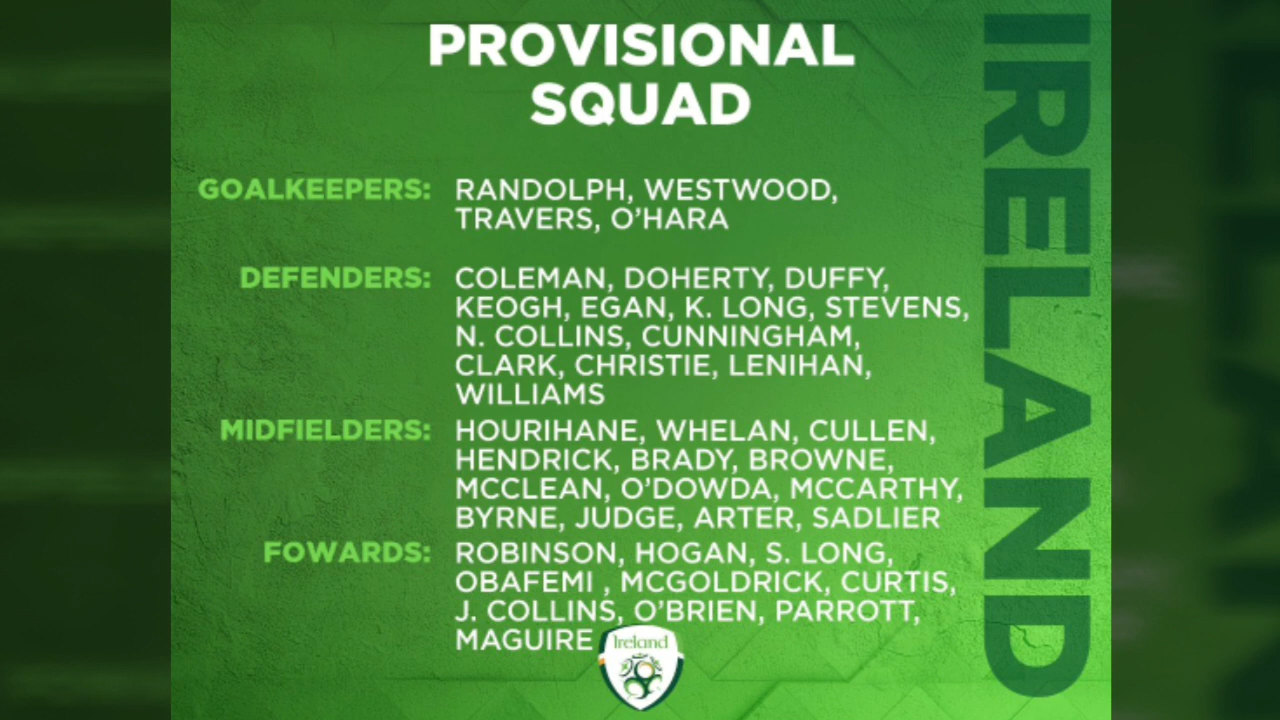 PROVISIONAL
SQUAD
IRELAND
GOALKEEPERS: RANDOLPH, WESTWOOD,
TRAVERS, O'HARA
DEFENDERS: COLEMAN, DOHERTY, DUFFY,
KEOGH, EGAN, K. LONG, STEVENS,
N. COLLINS, CUNNINGHAM,
CLARK, CHRISTIE, LENIHAN,
WILLIAMS
MIDFIELDERS: HOURIHANE, WHELAN, CULLEN,
HENDRICK, BRADY, BROWNE,
MCCLEAN, O'DOWDA, MCCARTHY,
BYRNE, JUDGE, ARTER, SADLIER
FOWARDS: ROBINSON, HOGAN, S. LONG,
OBAFEMI , MCGOLDRICK, CURTIS,
J. COLLINS, O'BRIEN, PARROTT,
MAGUIRE
Ireland